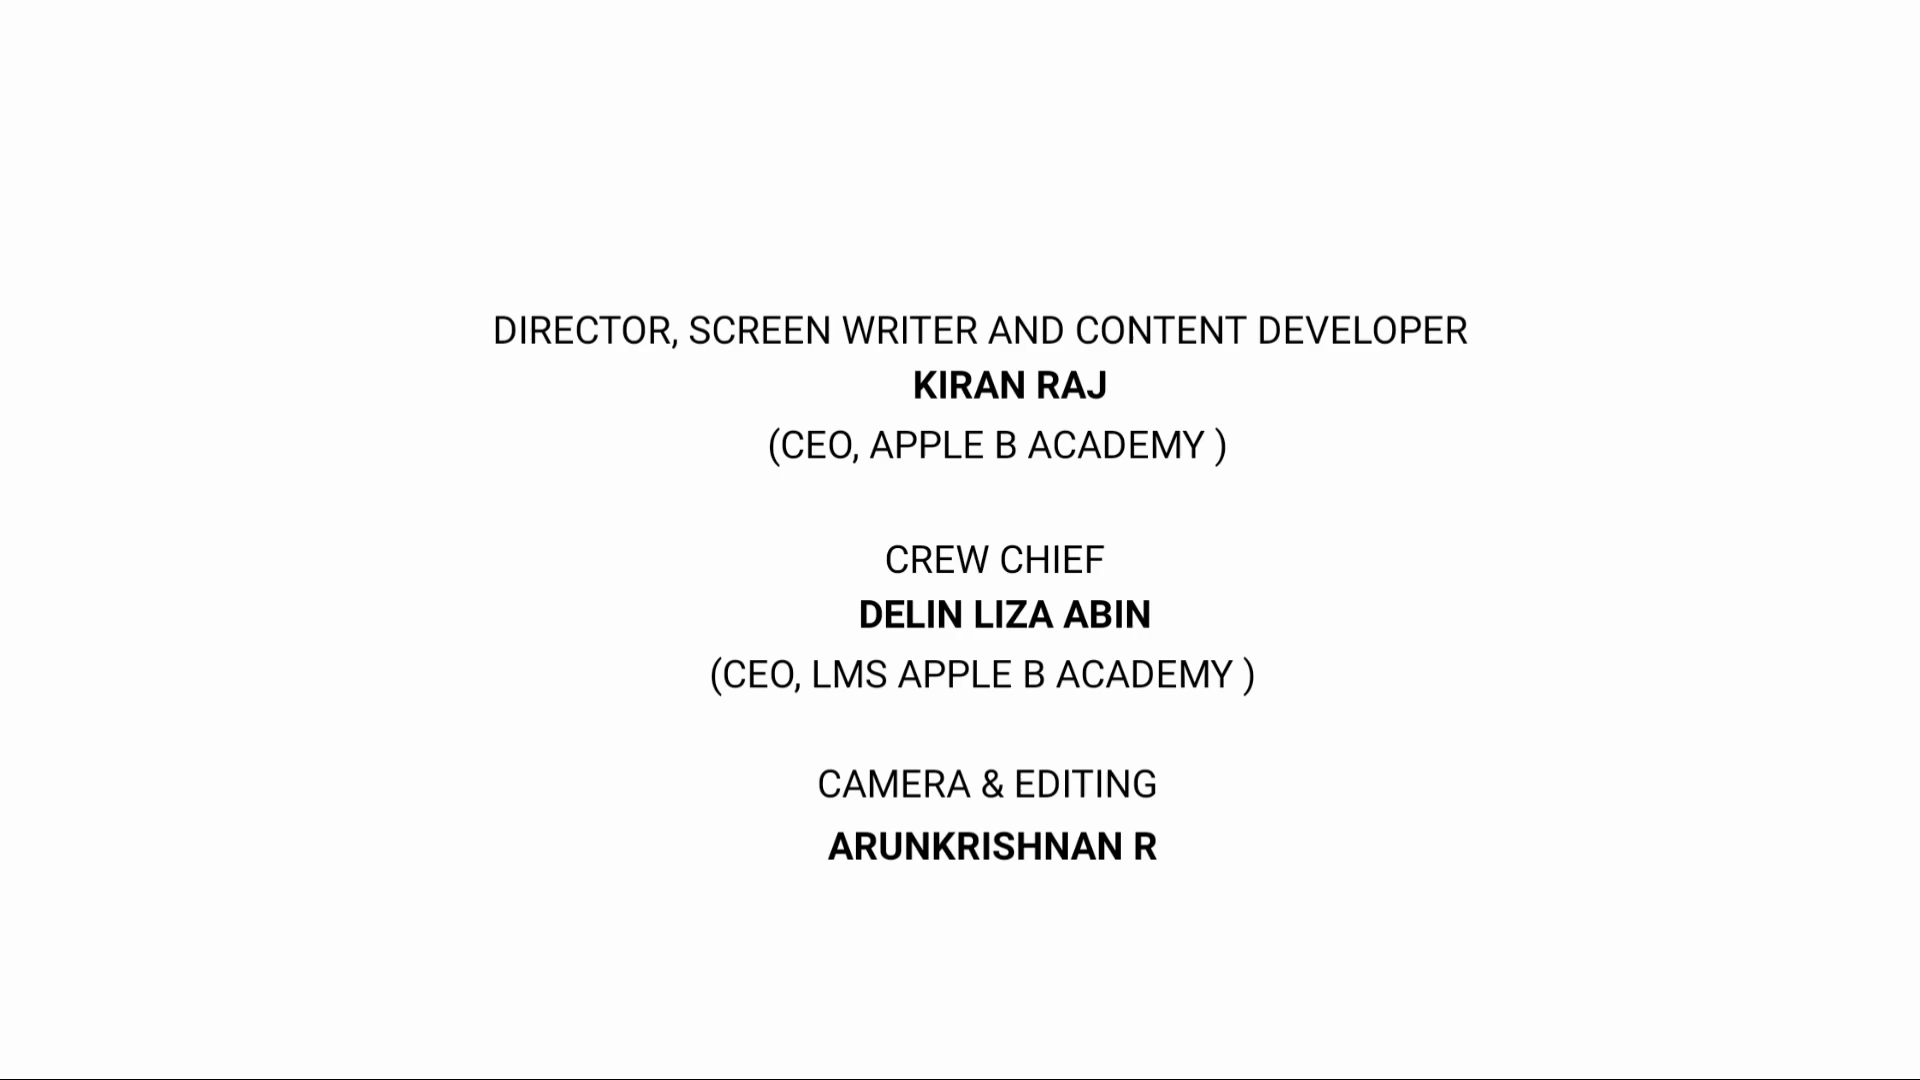 DIRECTOR, SCREEN WRITER AND CONTENT DEVELOPER
KIRAN RAJ
(CEO, APPLE B ACADEMY )
CREW CHIEF
DELIN LIZA ABIN
(CEO, LMS APPLE B ACADEMY )
CAMERA & EDITING
ARUNKRISHNAN R